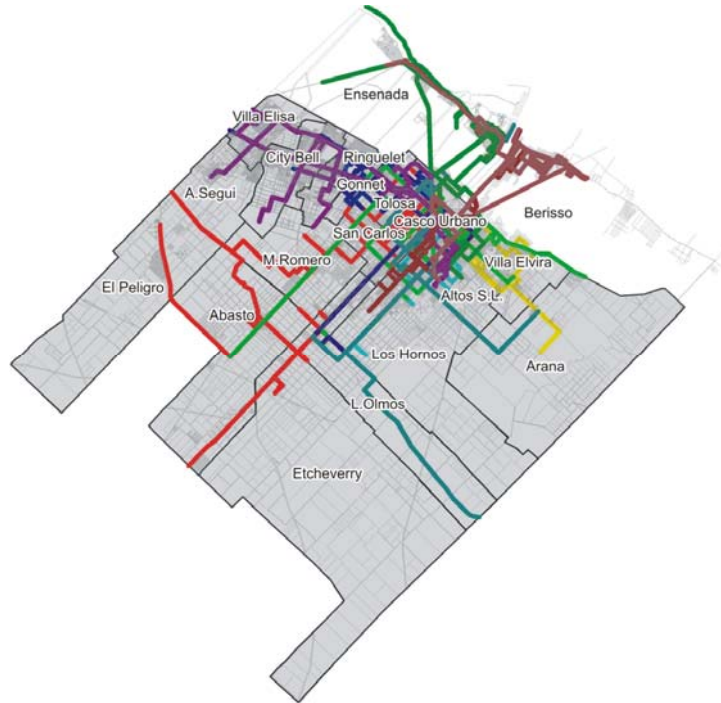 Ensenada
Villa Elisa
City Bell
Ringuelet
Gonnet
A.Segui
Tolosa
Casco Urbano
Berisso
San Carlos
M.Romero
Villa Elvira
El Peligro
Altos S.L.
Abasto
Los Hornos
Arana
L.Olmos
Etcheverry